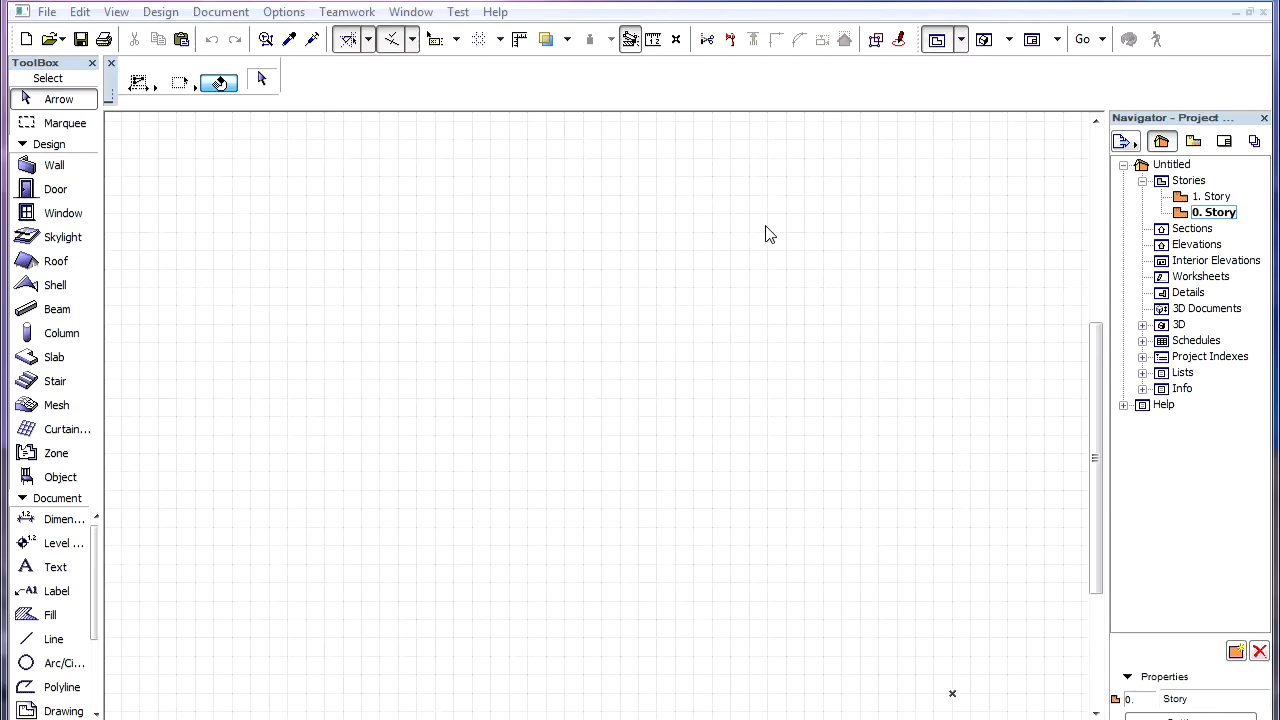 File Edit View Design Document Options Teamwork Window Test Help
Go
ToolBox
Select
Arrow
Marquee
Design
Wall
Door
Window
Skylight
Roof
Shell
Beam
Column
Slab
Stair
Mesh
Curtain...
Zone
Object
Document
Dimen...
Level ...
Text
Label
Fill
Line
Arc/Ci...
Polyline
Drawing
Navigator - Project ...
Untitled
Stories
1. Story
0. Story
Sections
Elevations
Interior Elevations
Worksheets
Details
3D Documents
3D
Schedules
Project Indexes
Lists
Info
Help
Properties
0. Story